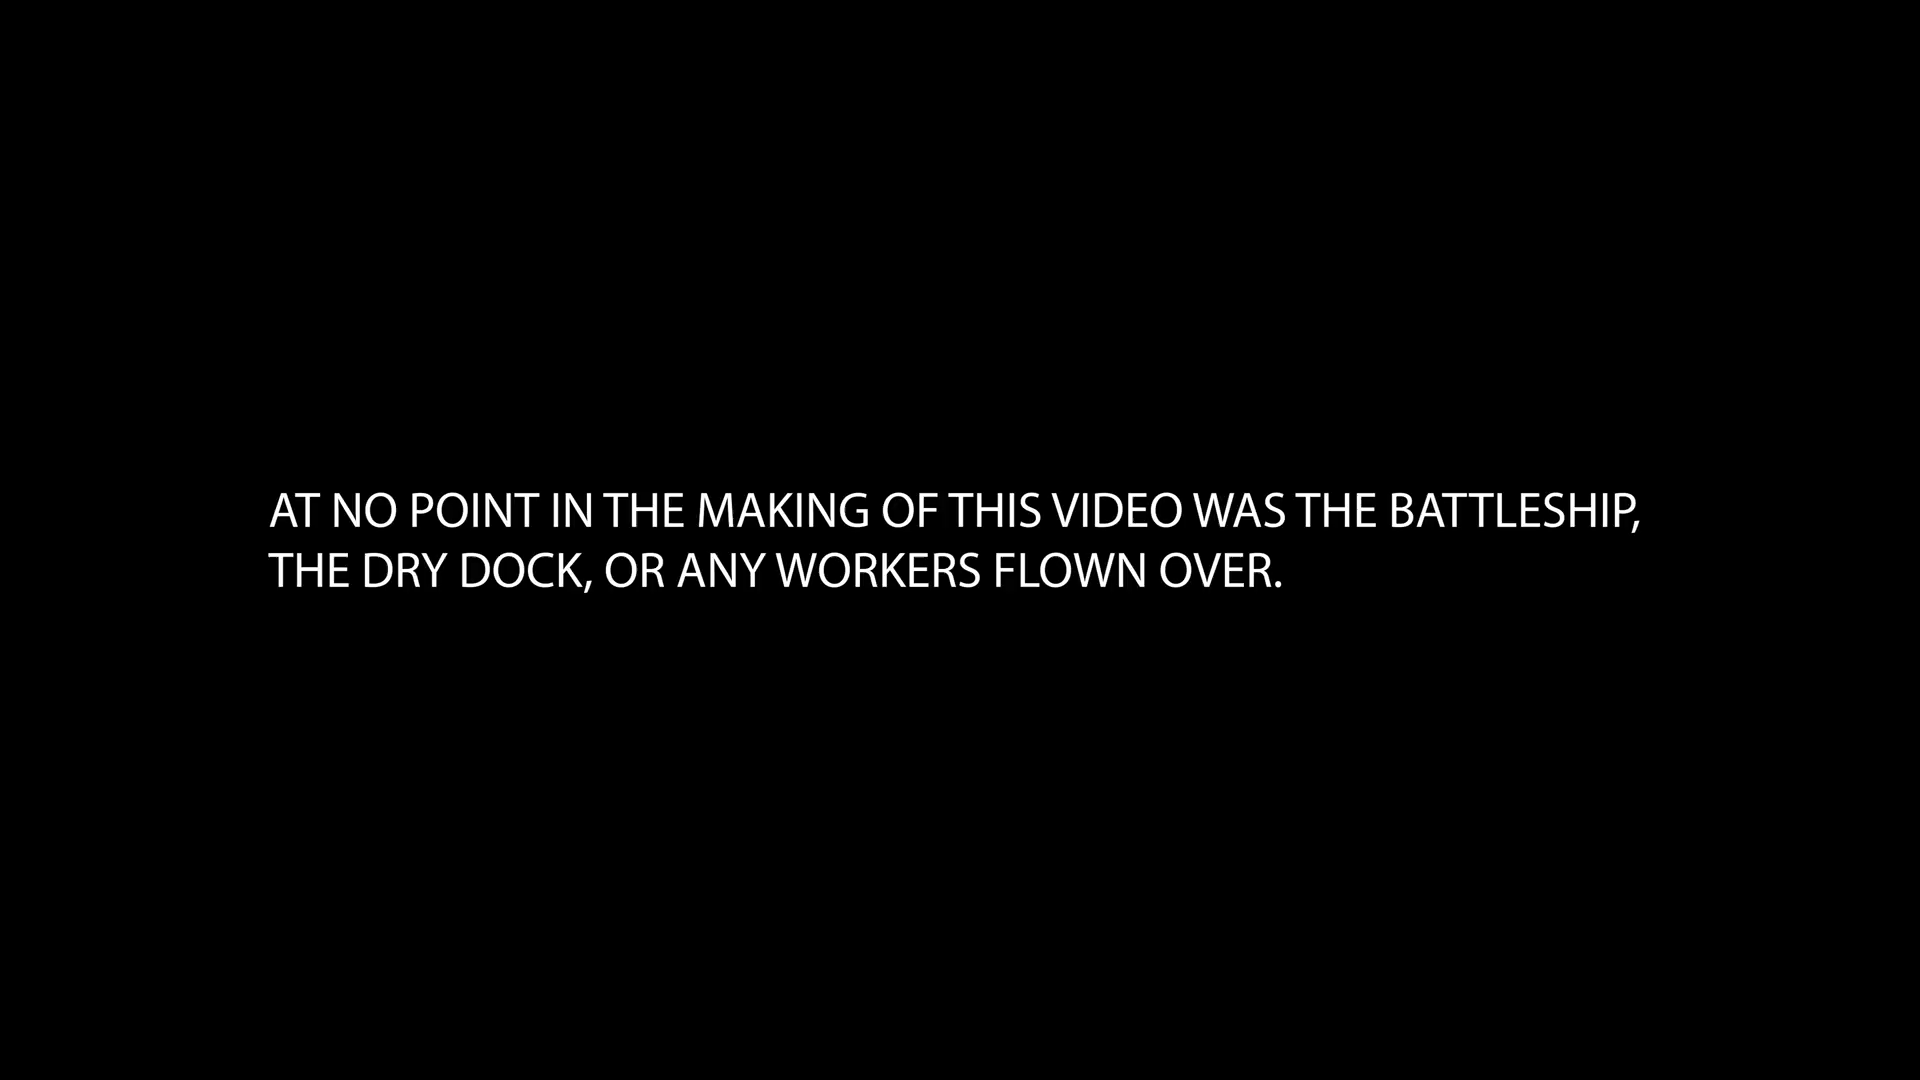 AT NO POINT IN THE MAKING OF THIS VIDEO WAS THE BATTLESHIP,
THE DRY DOCK, OR ANY WORKERS FLOWN OVER.